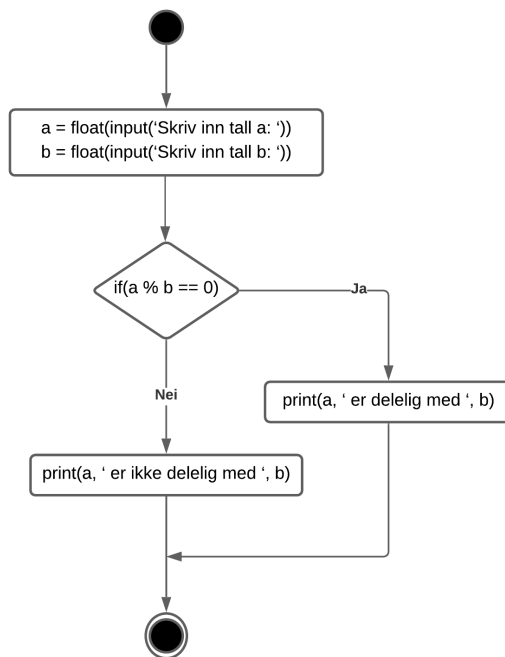 a = float(input(‘Skriv inn tall a: ‘))
b = float(input(‘Skriv inn tall b: ‘))
if(a % b == 0)
Ja
print(a, ‘ er delelig med ‘, b)
Nei
print(a, ‘ er ikke delelig med ‘, b)